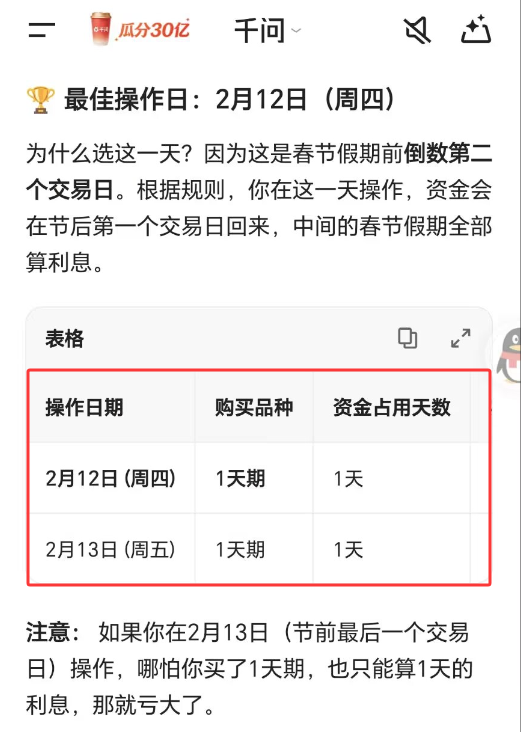 瓜分30亿
千问
🏆 最佳操作日：2月12日（周四）
为什么选这一天？因为这是春节假期前倒数第二
个交易日。根据规则，你在这一天操作，资金会
在节后第一个交易日回来，中间的春节假期全部
算利息。
表格
操作日期 购买品种 资金占用天数
2月12日 (周四) 1天期 1天
2月13日 (周五) 1天期 1天
注意： 如果你在2月13日（节前最后一个交易
日）操作，哪怕你买了1天期，也只能算1天的
利息，那就亏大了。